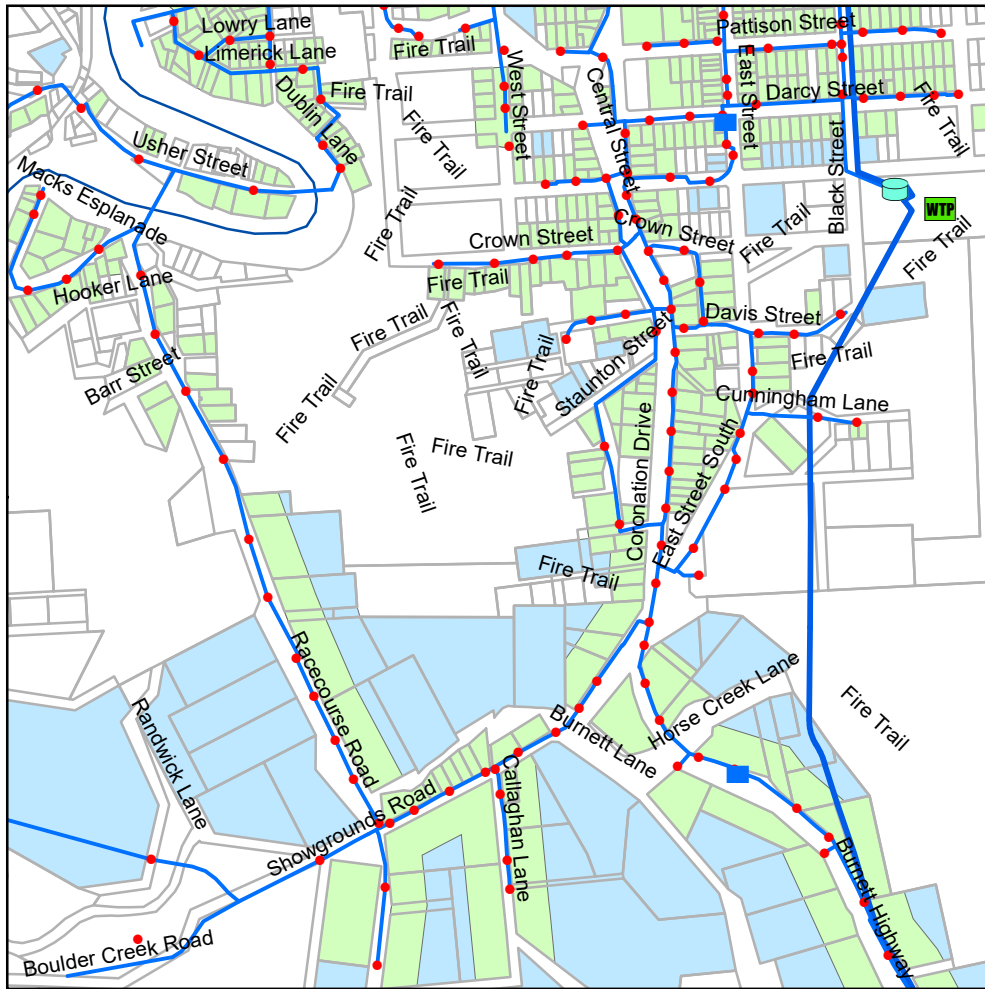 Lowry Lane
Pattison Street
Limerick Lane
Fire Trail
West Street
Central Street
East Street
Fire Trail
Dublin Lane
Darcy Street
Fire Trail
Fire Trail
Usher Street
Black Street
Macks Esplanade
Fire Trail
WTP
Crown Street
Crown Street
Fire Trail
Fire Trail
Hooker Lane
Fire Trail
Fire Trail
Fire Trail
Davis Street
Barr Street
Fire Trail
Staunton Street
Fire Trail
Fire Trail
Cunningham Lane
Fire Trail
Fire Trail
Coronation Drive
East Street South
Fire Trail
Racecourse Road
Horse Creek Lane
Fire Trail
Randwick Lane
Burnett Lane
Showgrounds Road
Callaghan Lane
Burnett Highway
Boulder Creek Road